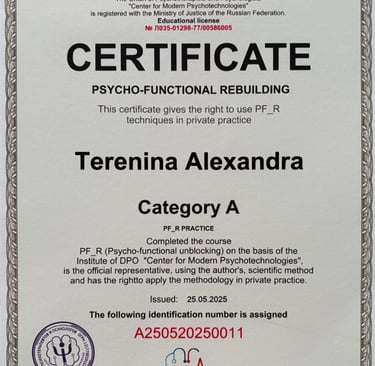 "Center for Modern Psychotechnologies"
is registered with the Ministry of Justice of the Russian Federation.
Educational license
№ Л035-01298-77/00586005
CERTIFICATE
PSYCHO-FUNCTIONAL REBUILDING
This certificate gives the right to use PF_R
techniques in private practice
Terenina Alexandra
Category A
PF_R PRACTICE
Completed the course
PF_R (Psycho-functional unblocking) on the basis of the
Institute of DPO "Center for Modern Psychotechnologies",
is the official representative, using the author's, scientific method
and has the rightto apply the methodology in private practice.
Issued: 25.05.2025
The following identification number is assigned
A250520250011